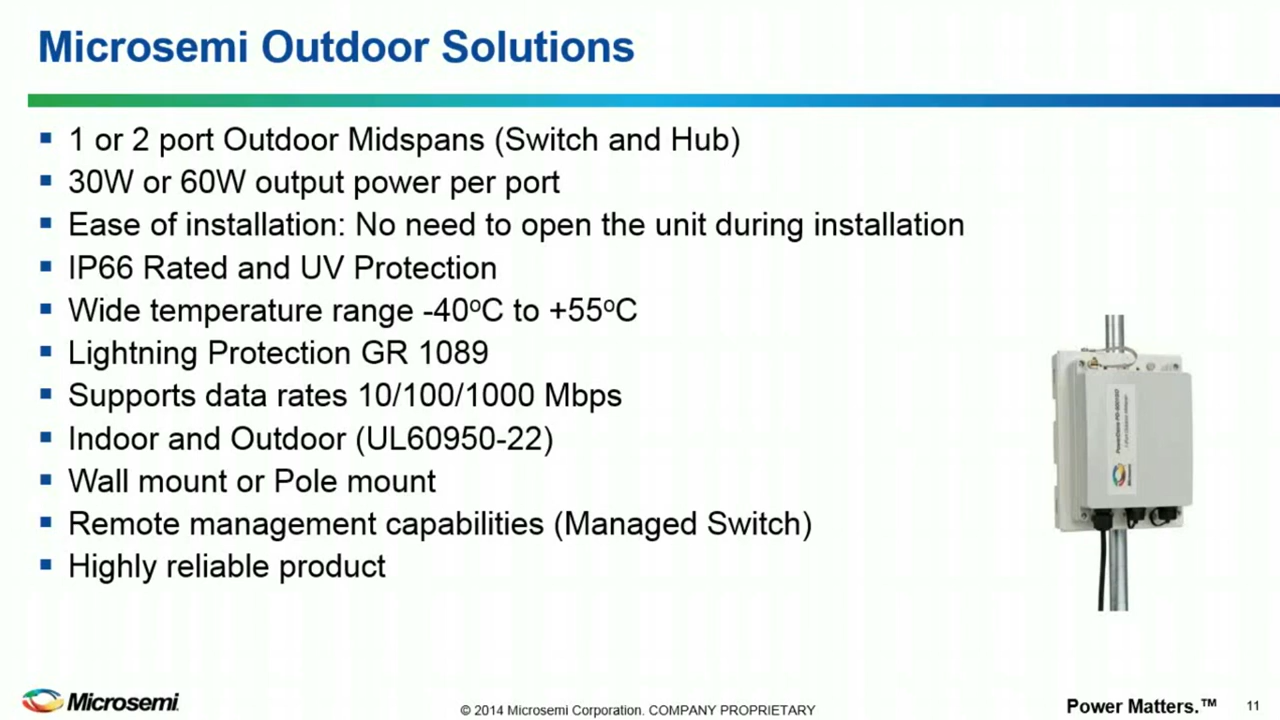 Microsemi Outdoor Solutions
▪ 1 or 2 port Outdoor Midspans (Switch and Hub)
▪ 30W or 60W output power per port
▪ Ease of installation: No need to open the unit during installation
▪ IP66 Rated and UV Protection
▪ Wide temperature range -40ºC to +55ºC
▪ Lightning Protection GR 1089
▪ Supports data rates 10/100/1000 Mbps
▪ Indoor and Outdoor (UL60950-22)
▪ Wall mount or Pole mount
▪ Remote management capabilities (Managed Switch)
▪ Highly reliable product
Microsemi
Microsemi.
© 2014 Microsemi Corporation. COMPANY PROPRIETARY
Power Matters.™
11